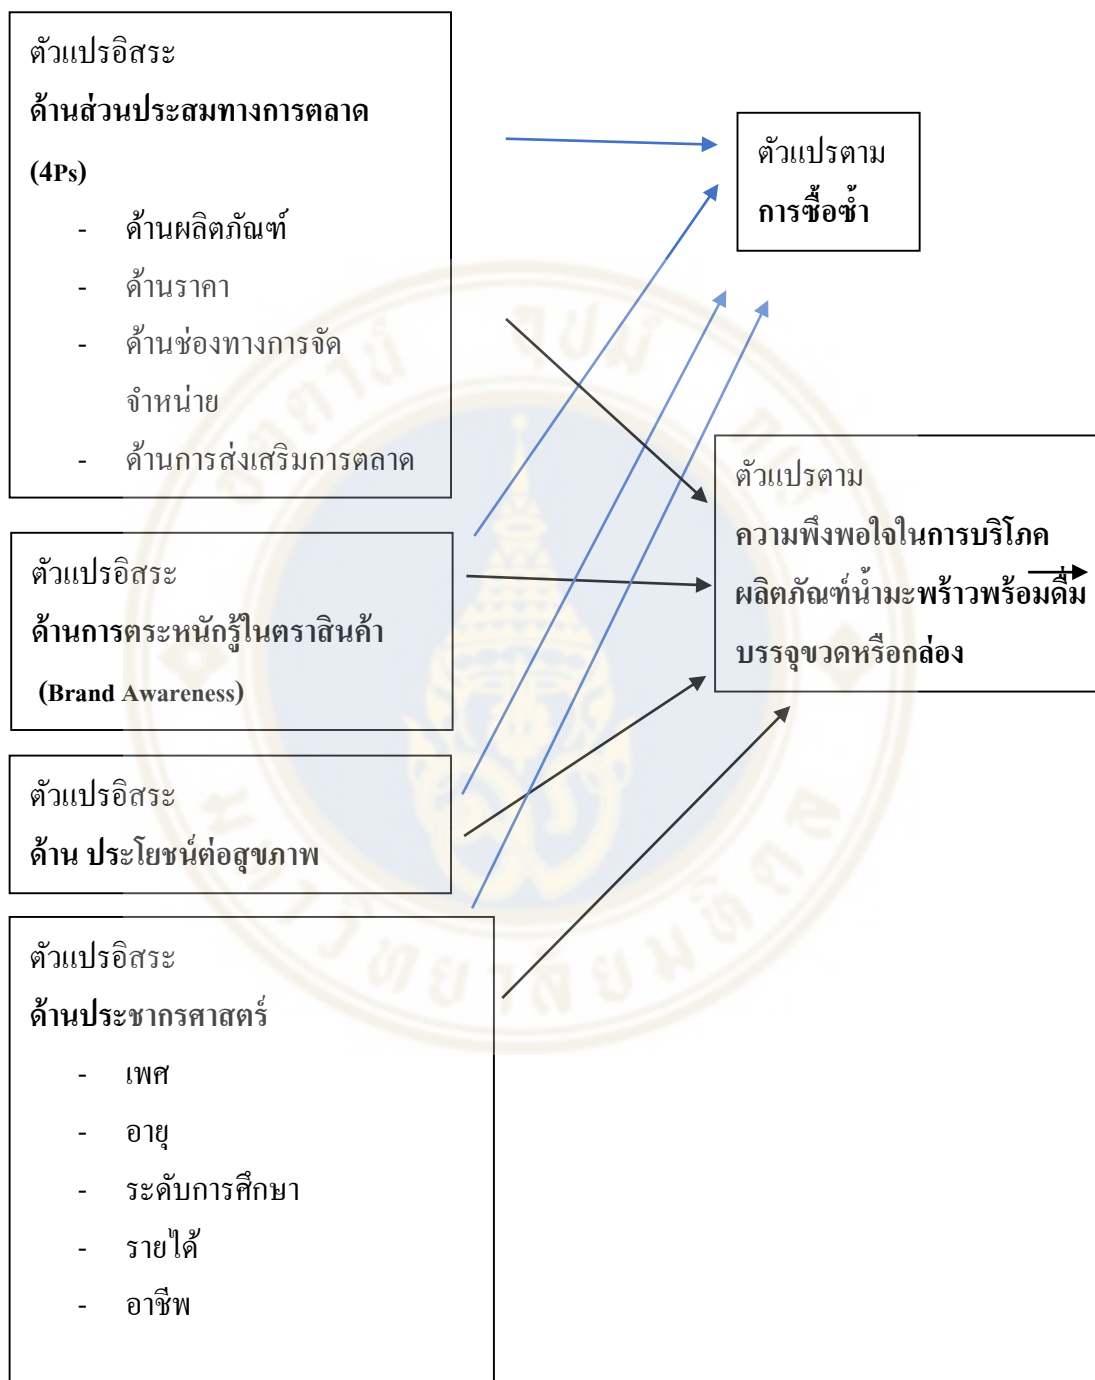 ตัวแปรอิสระ
ด้านส่วนประสมทางการตลาด
(4Ps)
- ด้านผลิตภัณฑ์
- ด้านราคา
- ด้านช่องทางการจัด
จำหน่าย
- ด้านการส่งเสริมการตลาด
ตัวแปรอิสระ
ด้านการตระหนักรู้ในตราสินค้า
(Brand Awareness)
ตัวแปรอิสระ
ด้าน ประโยชน์ต่อสุขภาพ
ตัวแปรอิสระ
ด้านประชากรศาสตร์
- เพศ
- อายุ
- ระดับการศึกษา
- รายได้
- อาชีพ
ตัวแปรตาม
การซื้อซ้ำ
ตัวแปรตาม
ความพึงพอใจในการบริโภค
ผลิตภัณฑ์น้ำมะพร้าวพร้อมดื่ม
บรรจุขวดหรือกล่อง
มหาวิทยาลัยมหิดล